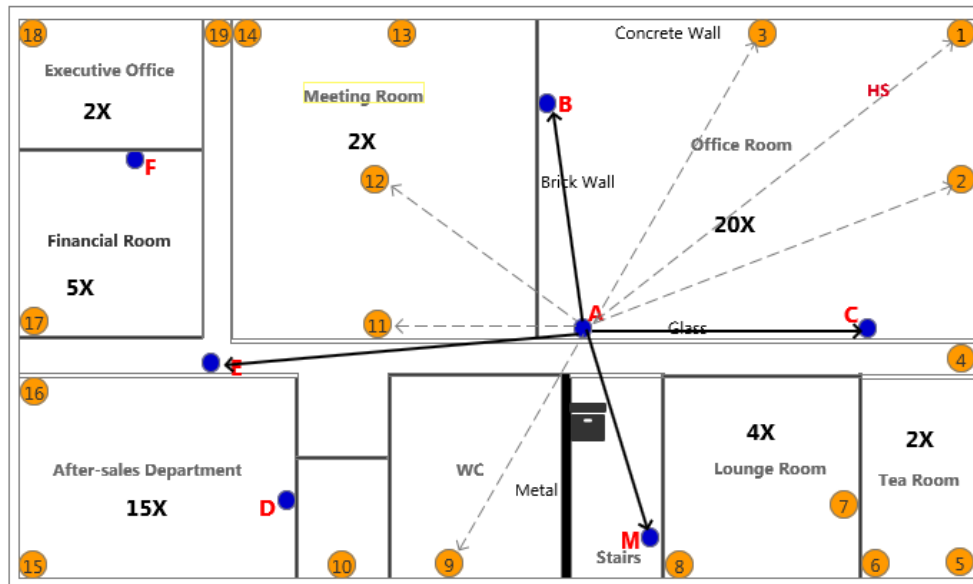 18
19
14
13
Concrete Wall
3
1
Executive Office
HS
Meeting Room
2X
B
2X
Office Room
F
12
Brick Wall
2
20X
Financial Room
5X
17
11
A
Glass
C
E
4
16
4X
2X
After-sales Department
WC
Lounge Room
Tea Room
15X
D
Metal
7
M
Stairs
15
10
9
8
6
5